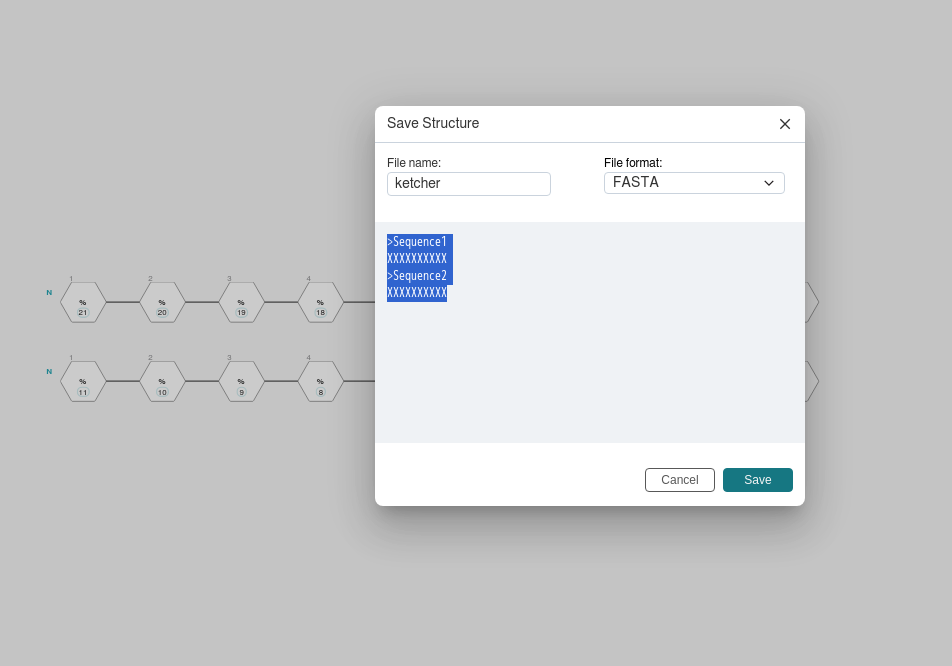 Save Structure
File name:
File format:
ketcher
FASTA
>Sequence1
XXXXXXXXXX
>Sequence2
XXXXXXXXXX
Cancel
Save
1 2 3 4
N
% % % %
21 20 19 18
1 2 3 4
N
% % % %
11 10 9 8